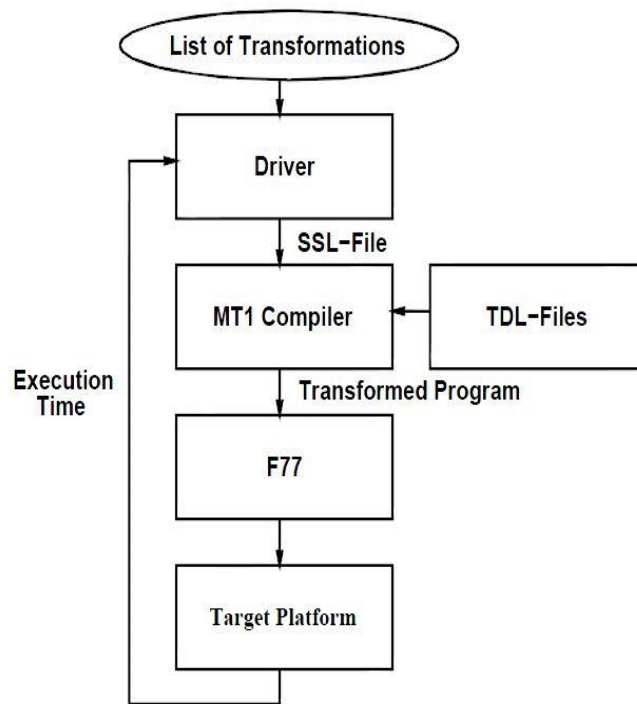 List of Transformations
Driver
SSL−File
MT1 Compiler
TDL−Files
Transformed Program
Execution
Time
F77
Target Platform